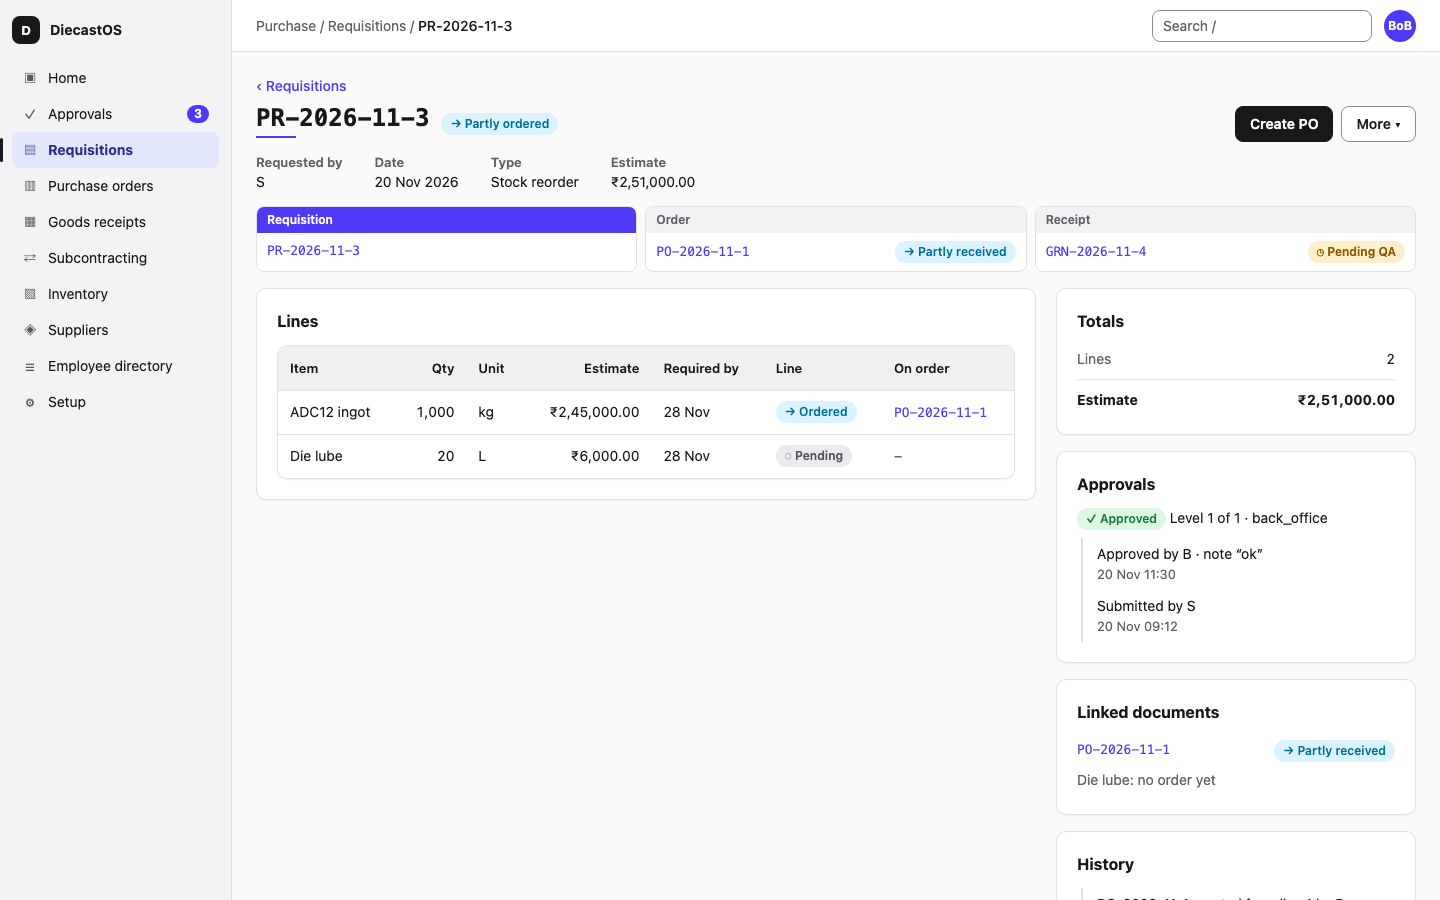 D DiecastOS
Home
Approvals 3
Requisitions
Purchase orders
Goods receipts
Subcontracting
Inventory
Suppliers
Employee directory
Setup
Purchase / Requisitions / PR-2026-11-3
Search /
BoB
‹ Requisitions
PR-2026-11-3 → Partly ordered
Create PO More ▾
Requested by Date Type Estimate
S 20 Nov 2026 Stock reorder ₹2,51,000.00
Requisition Order Receipt
PR-2026-11-3 PO-2026-11-1 → Partly received GRN-2026-11-4 Pending QA
Lines
Item Qty Unit Estimate Required by Line On order
ADC12 ingot 1,000 kg ₹2,45,000.00 28 Nov → Ordered PO-2026-11-1
Die lube 20 L ₹6,000.00 28 Nov Pending –
Totals
Lines 2
Estimate ₹2,51,000.00
Approvals
✓ Approved Level 1 of 1 · back_office
Approved by B · note “ok”
20 Nov 11:30
Submitted by S
20 Nov 09:12
Linked documents
PO-2026-11-1 → Partly received
Die lube: no order yet
History